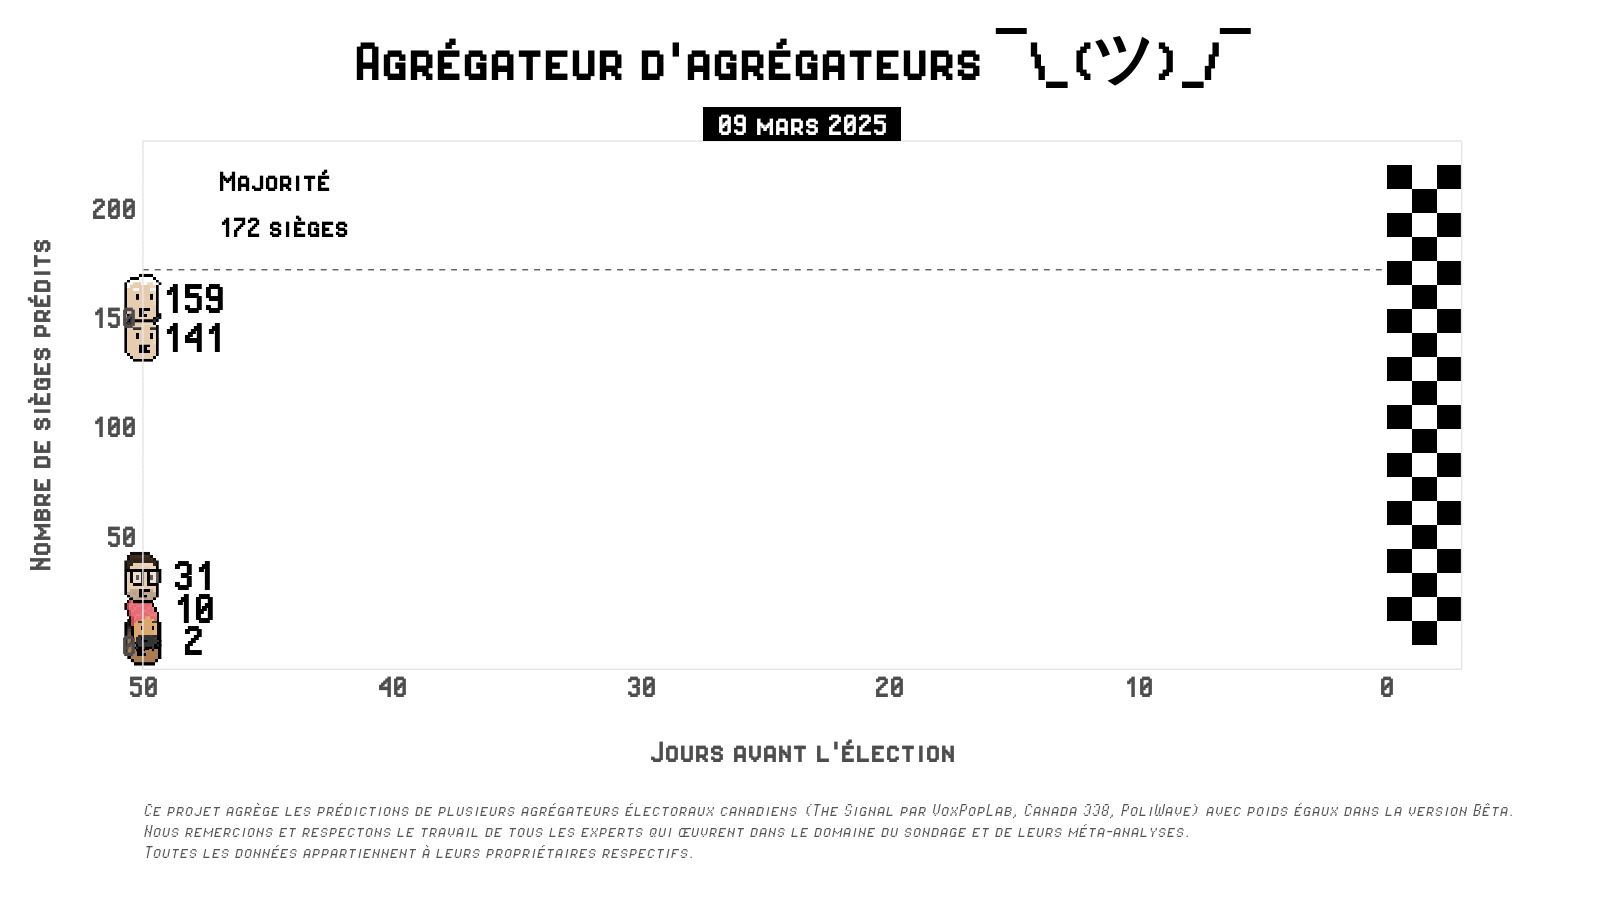 Agrégateur d'agrégateurs ¯\_(ツ)_/¯
09 mars 2025
Majorité
172 sièges
200
150
100
50
Nombre de sièges prédits
159
141
31
10
2
50 40 30 20 10 0
Jours avant l'élection
Ce projet agrège les prédictions de plusieurs agrégateurs électoraux canadiens (The Signal par VoxPopLab, Canada 338, PoliWave) avec poids égaux dans la version Bêta.
Nous remercions et respectons le travail de tous les experts qui œuvrent dans le domaine du sondage et de leurs méta-analyses.
Toutes les données appartiennent à leurs propriétaires respectifs.